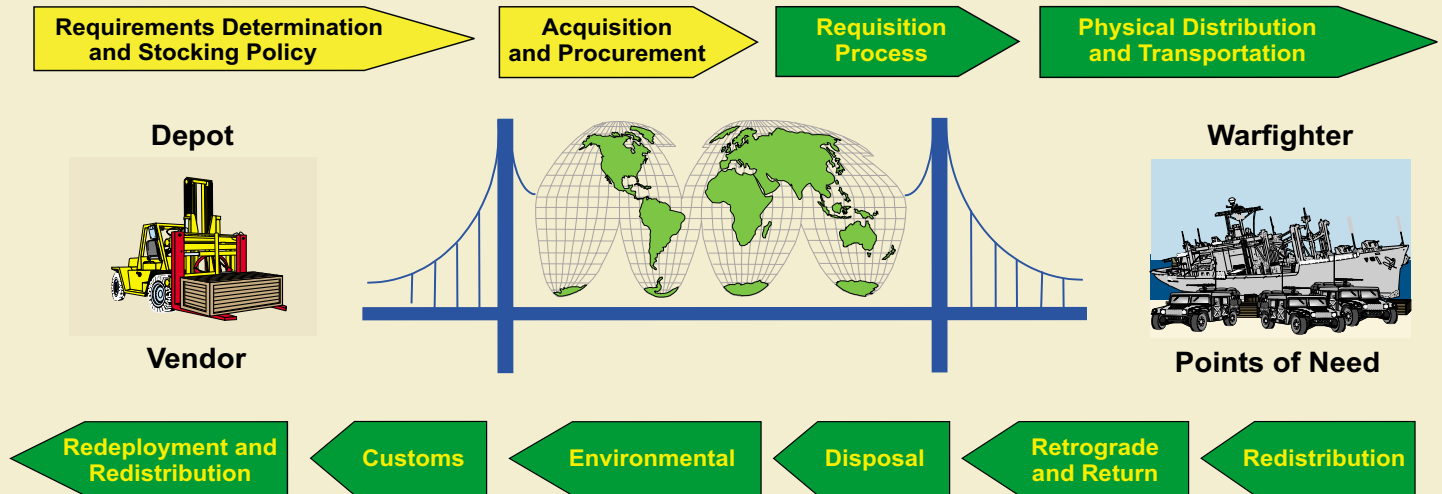 Requirements Determination
and Stocking Policy
Acquisition
and Procurement
Requisition
Process
Physical Distribution
and Transportation
Depot
Warfighter
Vendor
Points of Need
Redeployment and
Redistribution
Customs
Environmental
Disposal
Retrograde
and Return
Redistribution